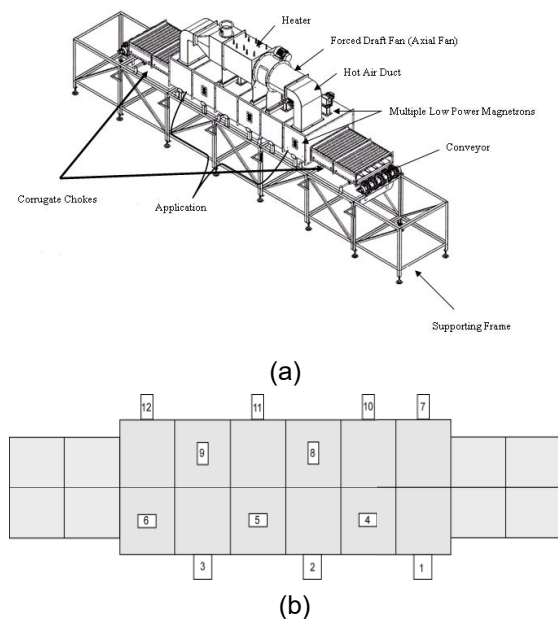 Heater
Forced Draft Fan (Axial Fan)
Hot Air Duct
Multiple Low Power Magnetrons
Conveyor
Corrugate Chokes
Application
Supporting Frame
(a)
12 11 10 7
9 8
6 5 4
3 2 1
(b)